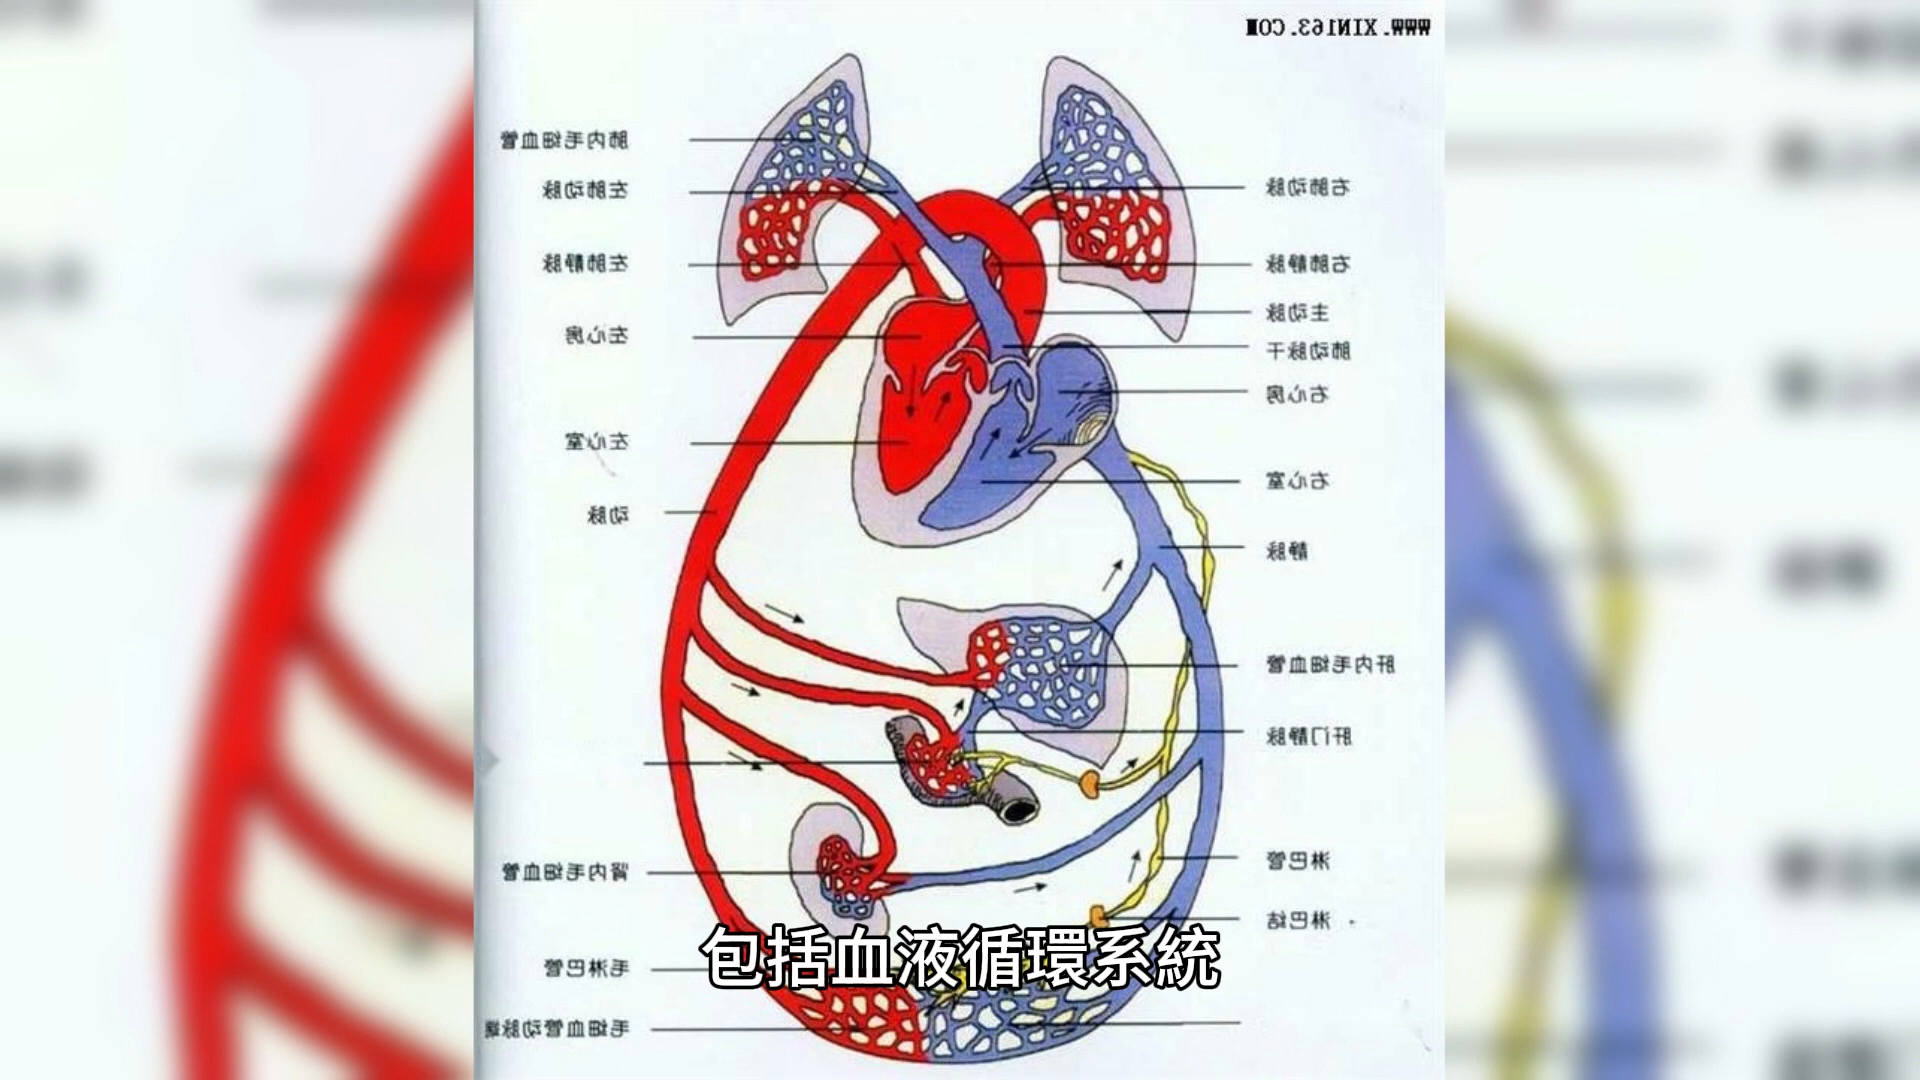 WWW.XIN163.COM
肺内毛细血管
左肺动脉
右肺动脉
左肺静脉
右肺静脉
主动脉
左心房
肺动脉干
右心房
左心室
右心室
动脉
静脉
肝内毛细血管
肝门静脉
肾内毛细血管
淋巴管
淋巴结
毛淋巴管
包括血液循環系統
毛细血管动脉端